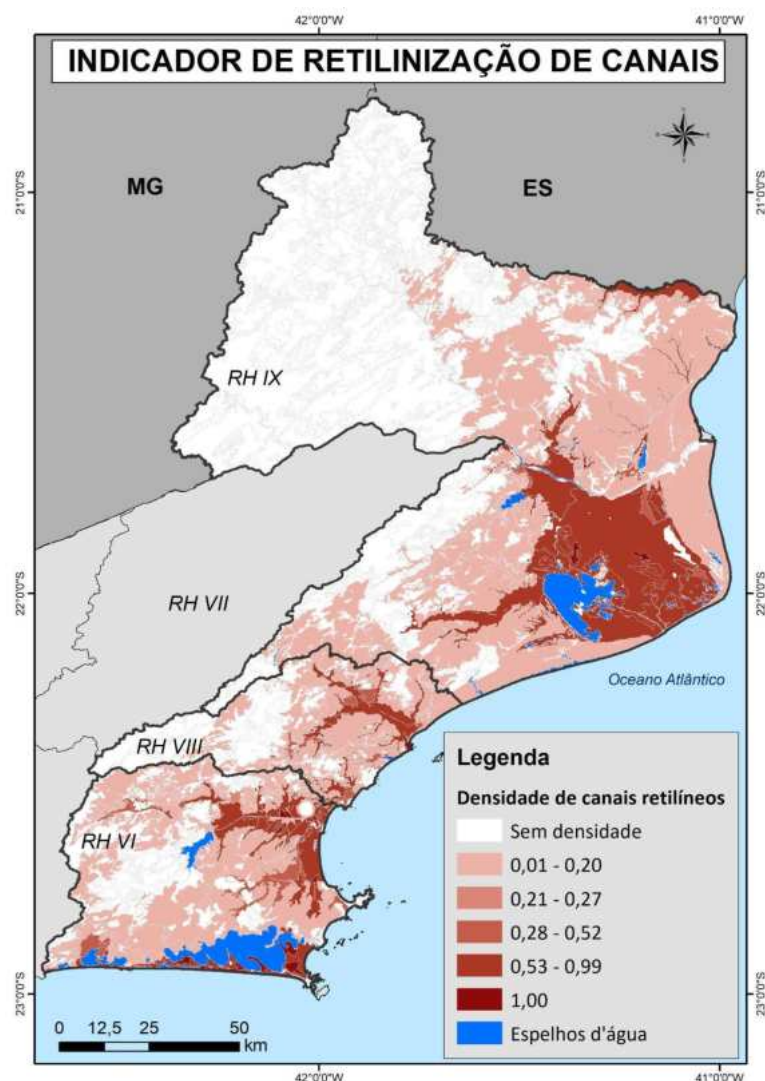 42°0'0"W
41°0'0"W
INDICADOR DE RETILINIZAÇÃO DE CANAIS
MG
ES
21°0'0"S
21°0'0"S
RH IX
RH VII
22°0'0"S
22°0'0"S
Oceano Atlântico
RH VIII
RH VI
Legenda
Densidade de canais retilíneos
Sem densidade
0,01 - 0,20
0,21 - 0,27
0,28 - 0,52
0,53 - 0,99
1,00
Espelhos d'água
23°0'0"S
23°0'0"S
0 12,5 25 50
km
42°0'0"W
41°0'0"W